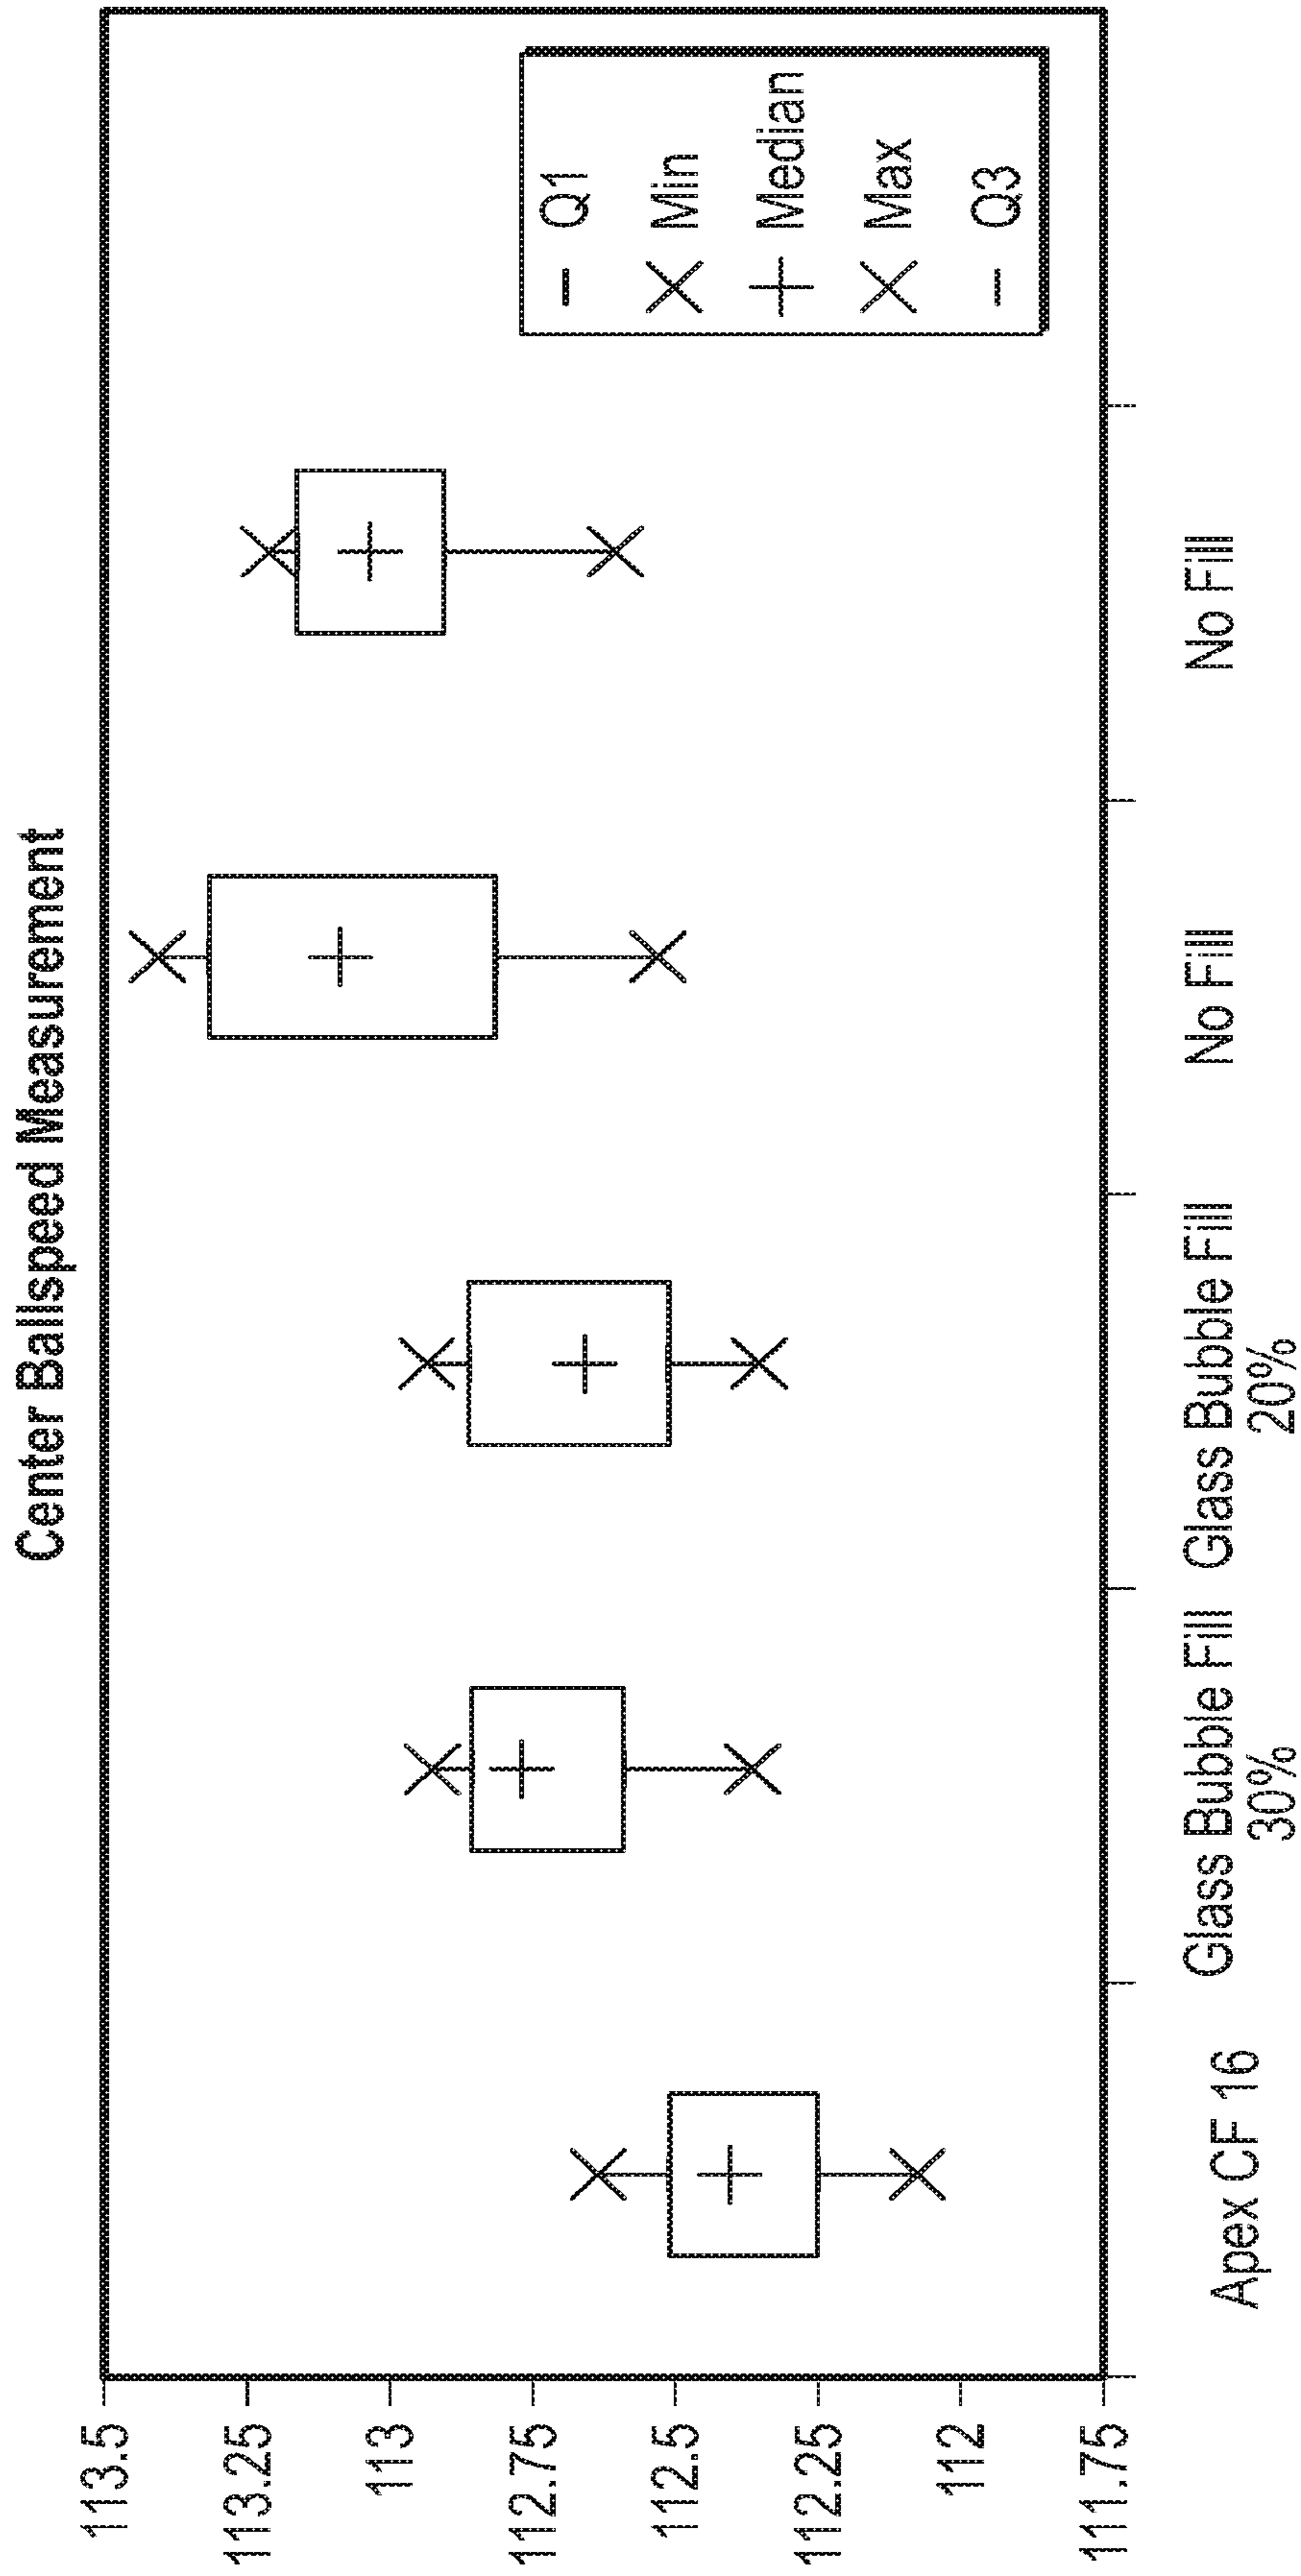 Center Ballspeed Measurement
113.5
113.25
113
112.75
112.5
112.25
112
111.75
Q1
Min
Median
Max
Q3
Apex CF 16
Glass Bubble Fill
30%
Glass Bubble Fill
20%
No Fill
No Fill